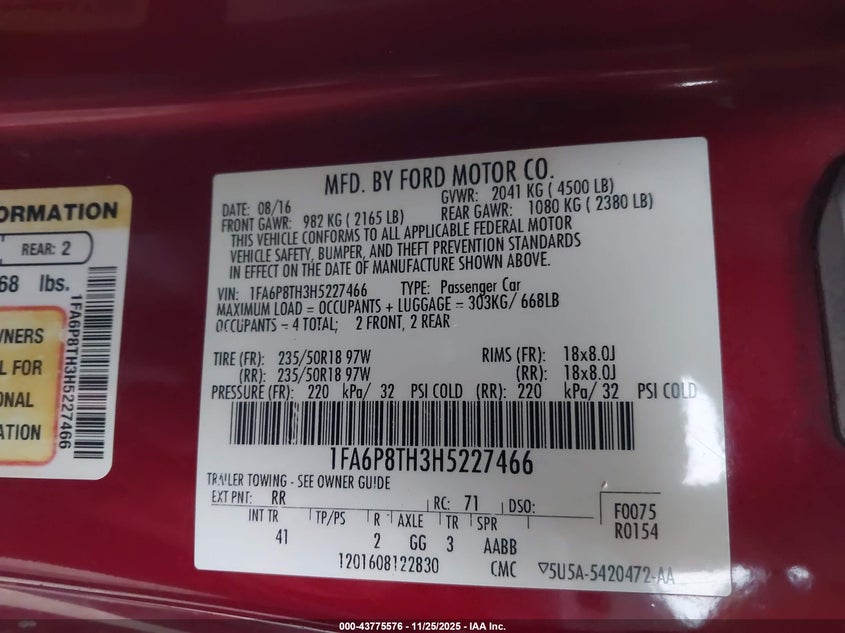 ORMATION
REAR: 2
68 lbs.
WNERS
L FOR
ONAL
ATION
1FA6P8TH3H5227466
MFD. BY FORD MOTOR CO.
DATE: 08/16 GVWR: 2041 KG ( 4500 LB)
FRONT GAWR: 982 KG ( 2165 LB) REAR GAWR: 1080 KG ( 2380 LB)
THIS VEHICLE CONFORMS TO ALL APPLICABLE FEDERAL MOTOR
VEHICLE SAFETY, BUMPER, AND THEFT PREVENTION STANDARDS
IN EFFECT ON THE DATE OF MANUFACTURE SHOWN ABOVE.
VIN: 1FA6P8TH3H5227466 TYPE: Passenger Car
MAXIMUM LOAD = OCCUPANTS + LUGGAGE = 303KG/ 668LB
OCCUPANTS = 4 TOTAL; 2 FRONT, 2 REAR
TIRE (FR): 235/50R18 97W RIMS (FR): 18x8.0J
(RR): 235/50R18 97W (RR): 18x8.0J
PRESSURE (FR): 220 kPa/ 32 PSI COLD (RR): 220 kPa/ 32 PSI COLD
1FA6P8TH3H5227466
TRAILER TOWING - SEE OWNER GUIDE
EXT PNT: RR RC: 71 DSO: F0075
INT TR TP/PS R AXLE TR SPR R0154
41 2 GG 3 AABB
1201608122830 CMC ▽5U5A-5420472-AA
000-43775576 - 11/25/2025 - IAA Inc.